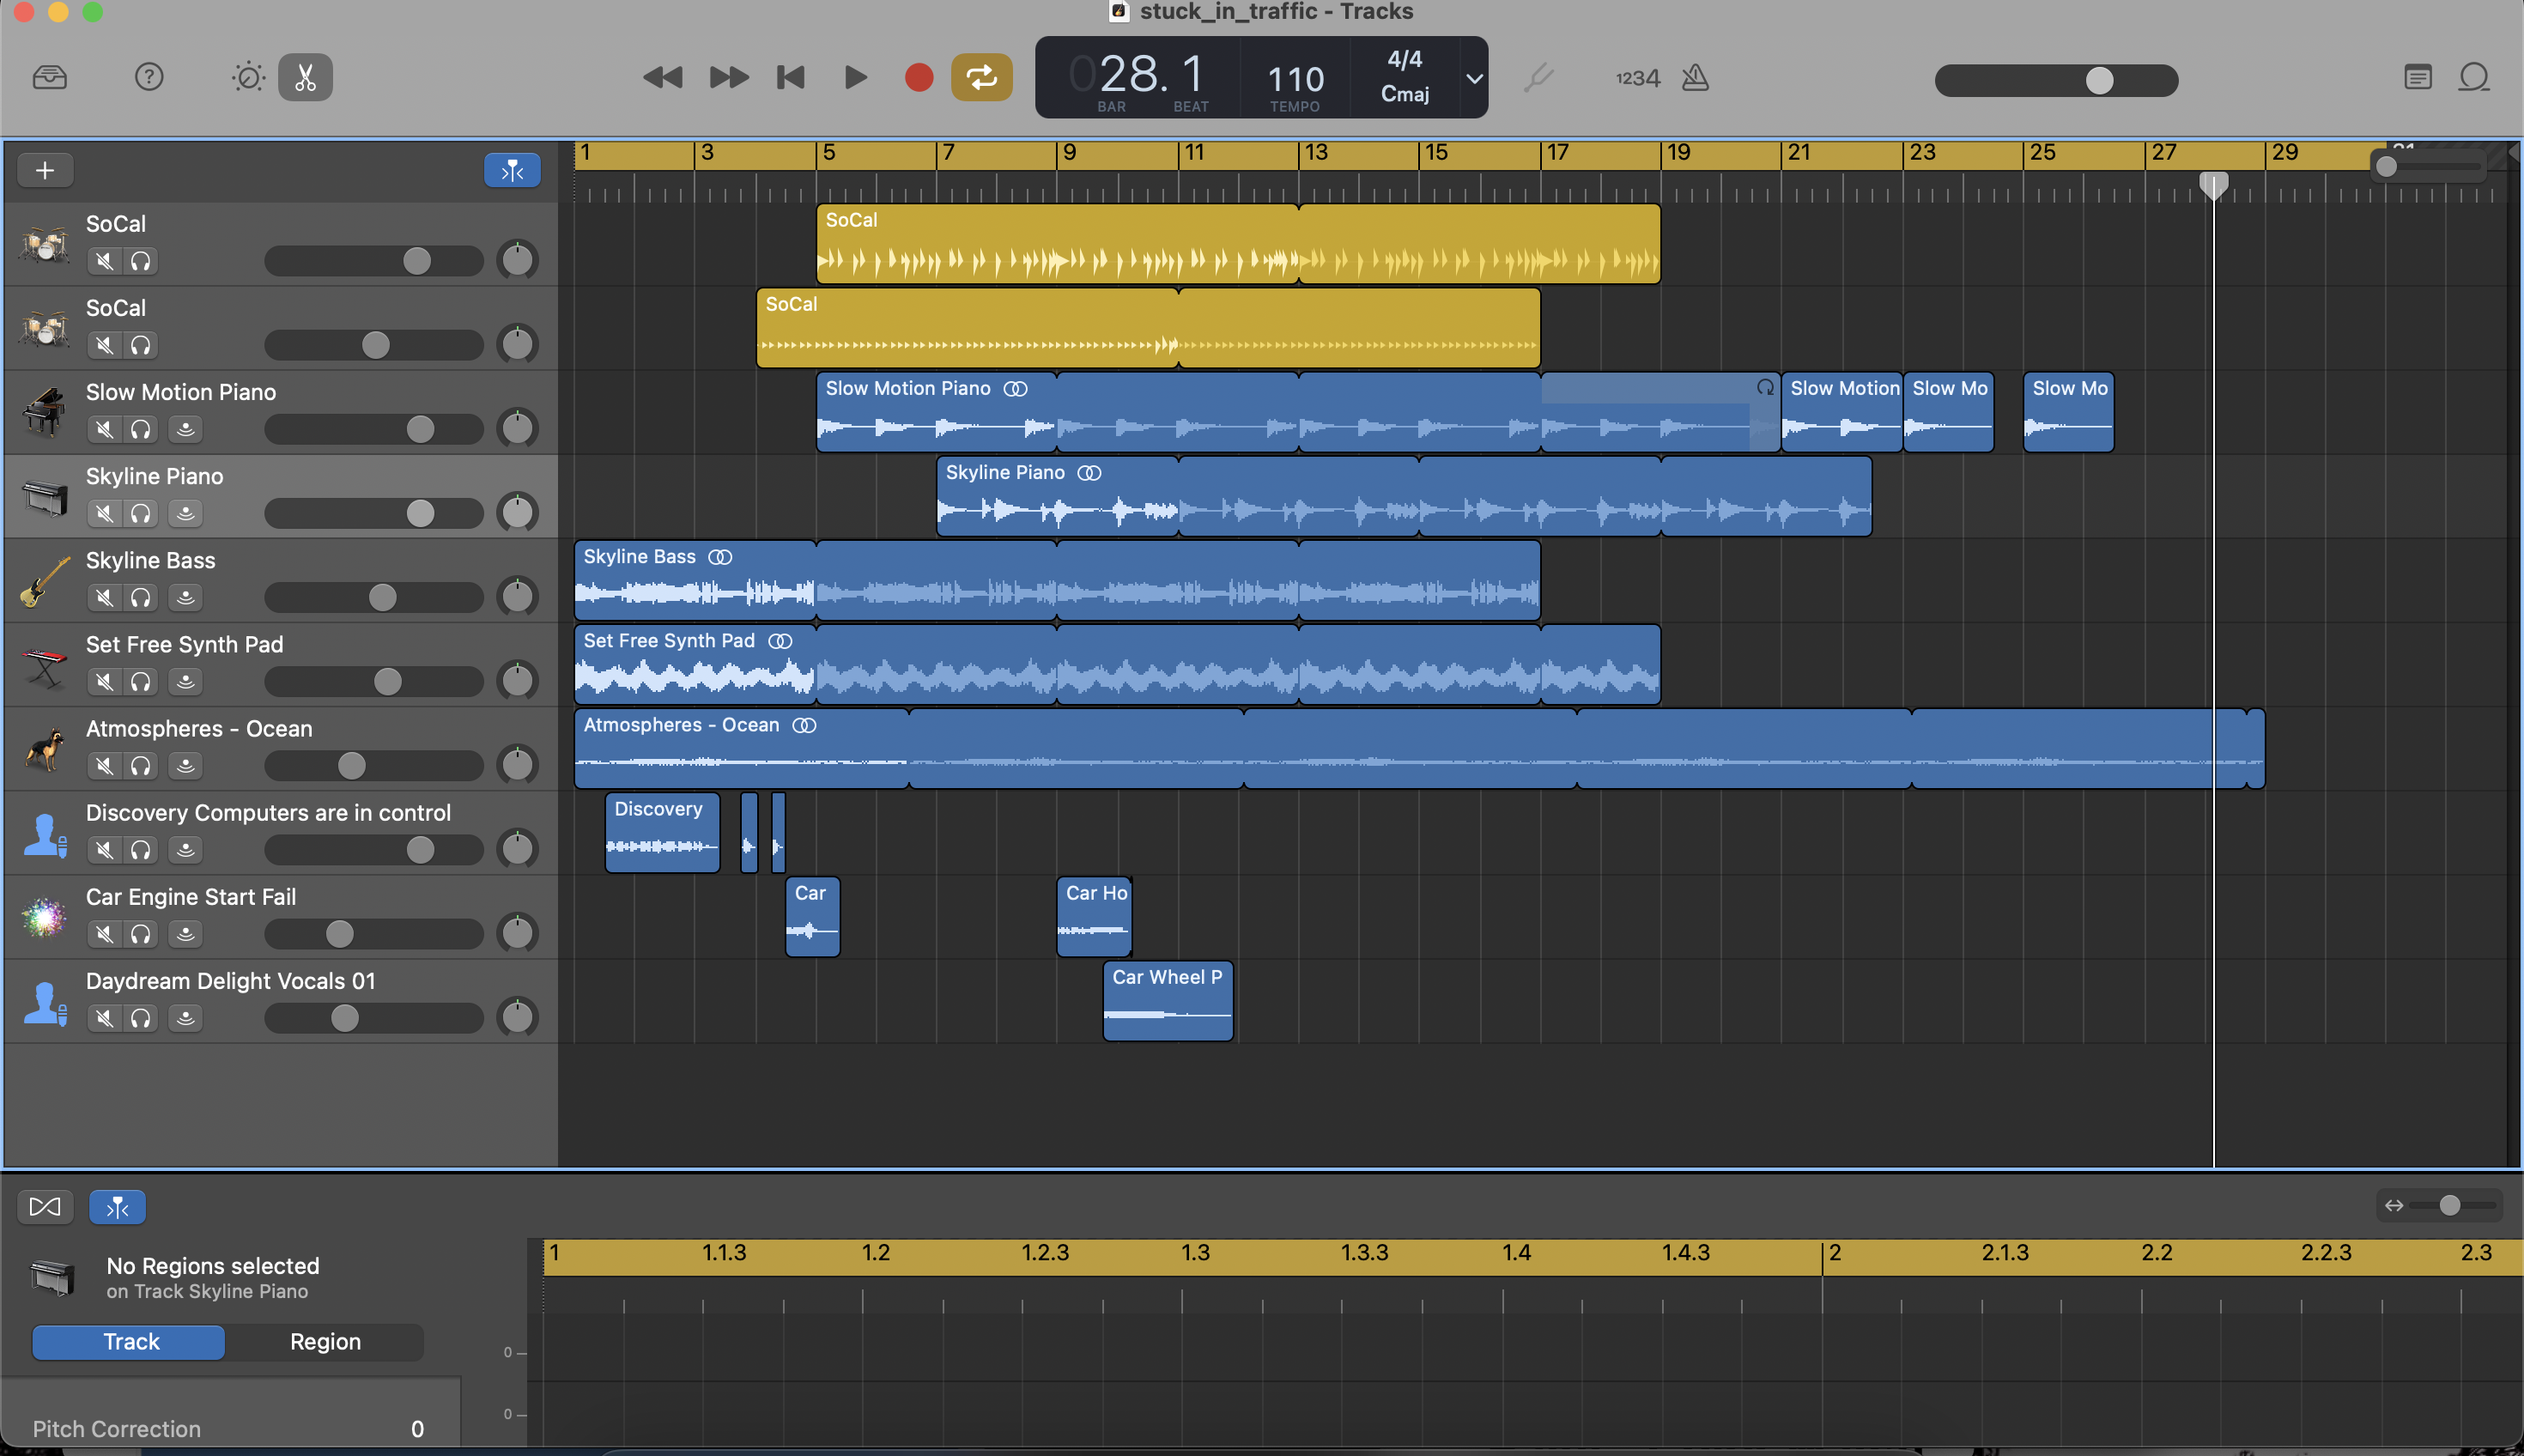 stuck_in_traffic - Tracks
028. 1
BAR BEAT
110
TEMPO
4/4
Cmaj
1234
1 3 5 7 9 11 13 15 17 19 21 23 25 27 29 31
SoCal
SoCal
SoCal
SoCal
Slow Motion Piano
Slow Motion Piano
Slow Motion
Slow Mo
Slow Mo
Skyline Piano
Skyline Piano
Skyline Bass
Skyline Bass
Set Free Synth Pad
Set Free Synth Pad
Atmospheres - Ocean
Atmospheres - Ocean
Discovery Computers are in control
Discovery
Car Engine Start Fail
Car
Car Ho
Daydream Delight Vocals 01
Car Wheel P
1 1.1.3 1.2 1.2.3 1.3 1.3.3 1.4 1.4.3 2 2.1.3 2.2 2.2.3 2.3
No Regions selected
on Track Skyline Piano
Track Region
0
Pitch Correction 0
0